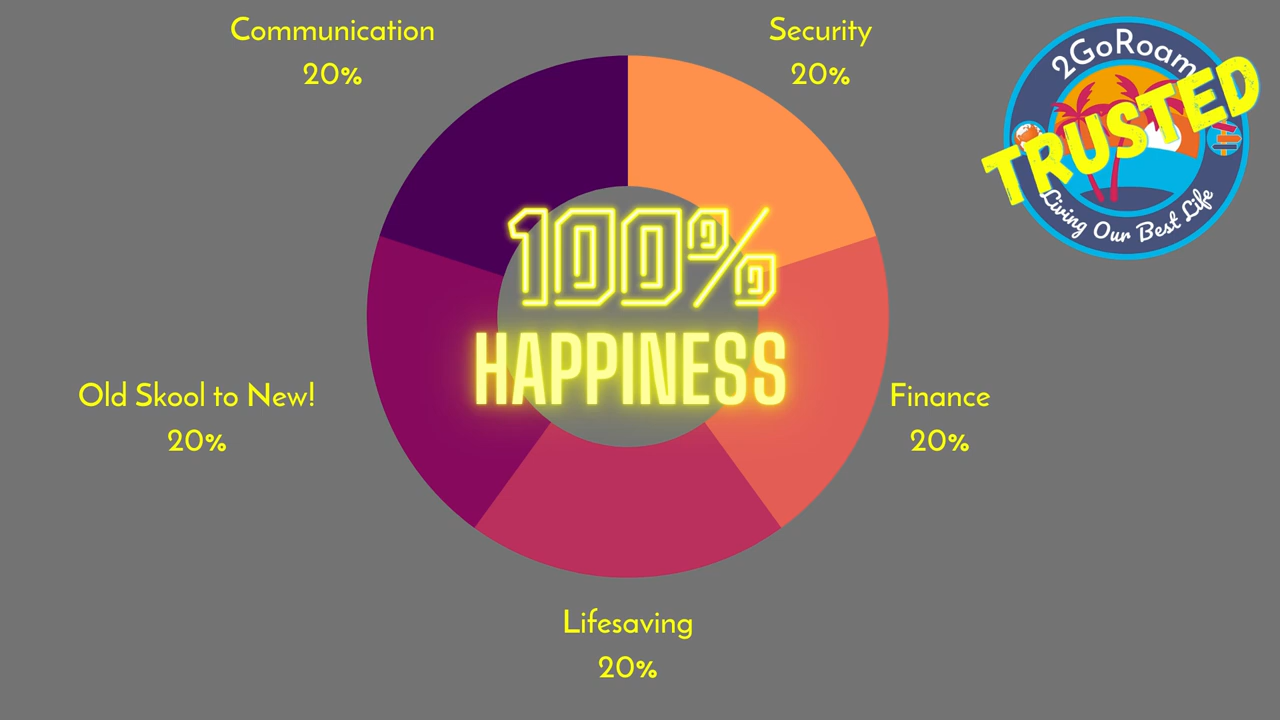 Communication
20%
Security
20%
2GoRoam
TRUSTED
Living Our Best Life
100%
HAPPINESS
Old Skool to New!
20%
Finance
20%
Lifesaving
20%